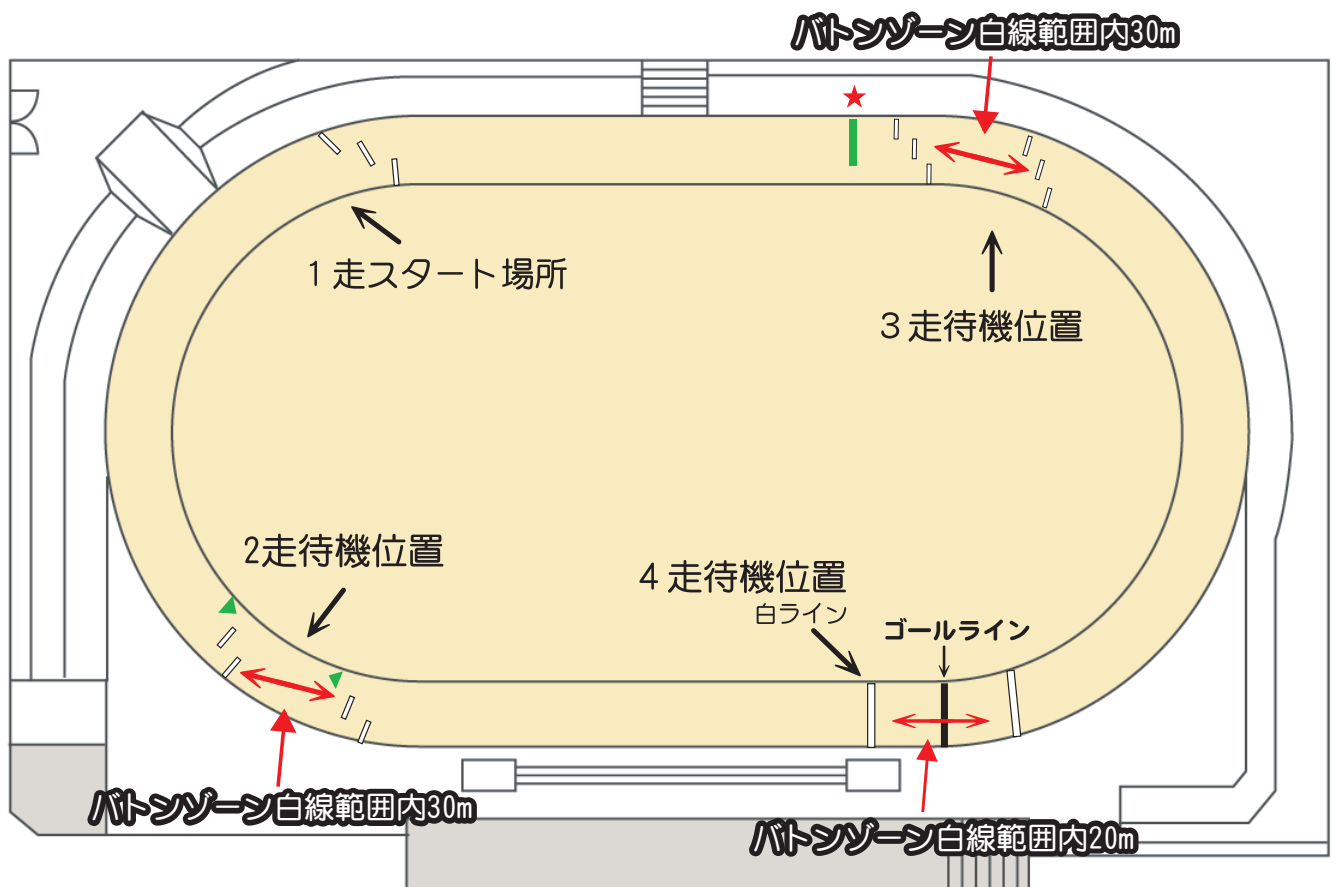 バトンゾーン白線範囲内30m
１走スタート場所
３走待機位置
2走待機位置
４走待機位置
白ライン
ゴールライン
バトンゾーン白線範囲内30m
バトンゾーン白線範囲内20m